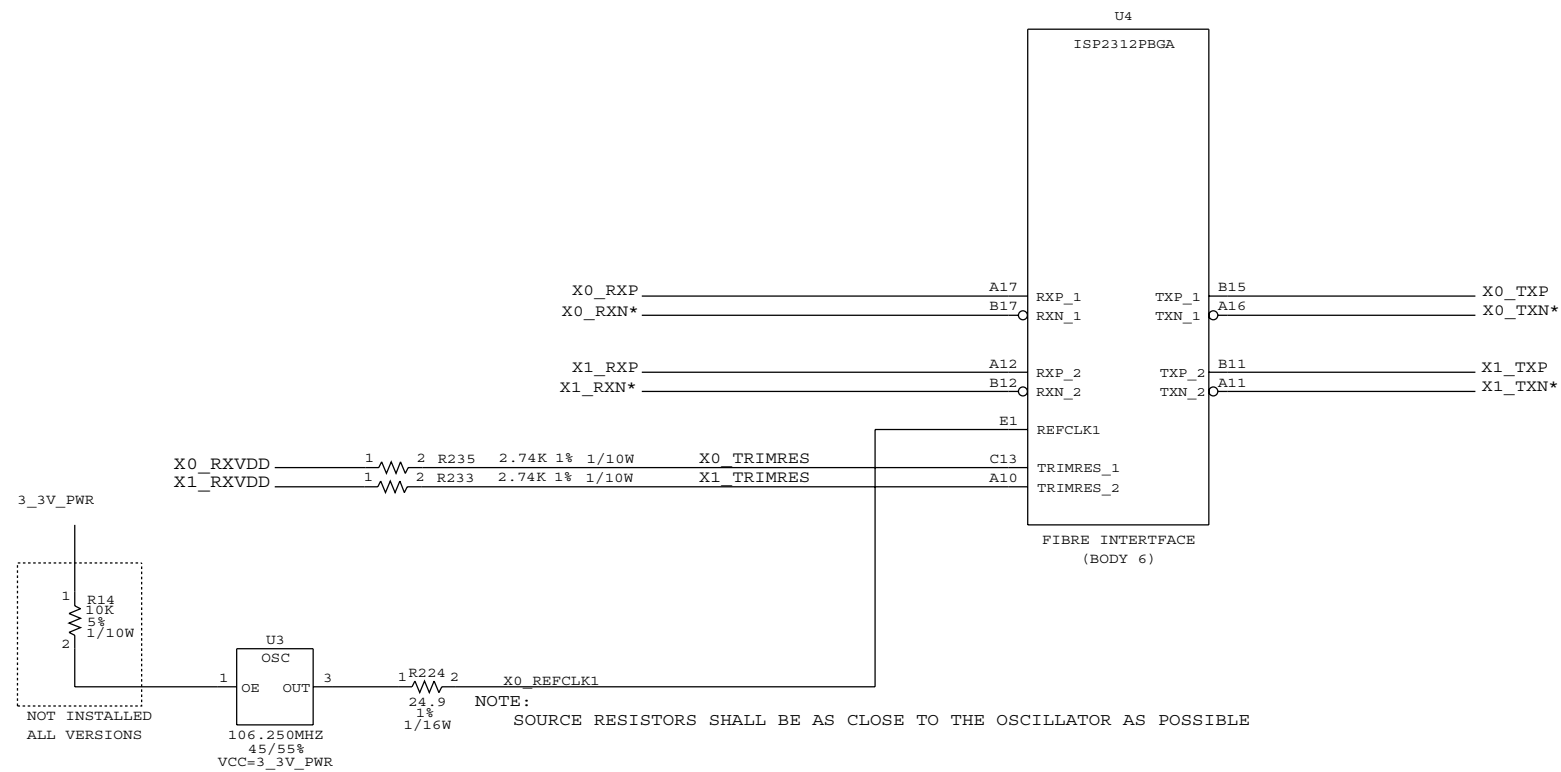 U4
ISP2312PBGA
X0_RXP
A17
RXP_1
TXP_1
B15
X0_TXP
X0_RXN*
B17
RXN_1
TXN_1
A16
X0_TXN*
X1_RXP
A12
RXP_2
TXP_2
B11
X1_TXP
X1_RXN*
B12
RXN_2
TXN_2
A11
X1_TXN*
E1
REFCLK1
X0_RXVDD
1
2
R235
2.74K 1%
1/10W
X0_TRIMRES
C13
TRIMRES_1
X1_RXVDD
1
2
R233
2.74K 1%
1/10W
X1_TRIMRES
A10
TRIMRES_2
3_3V_PWR
FIBRE INTERTFACE
(BODY 6)
1
R14
10K
5%
1/10W
2
NOT INSTALLED
ALL VERSIONS
U3
OSC
1
OE
OUT
3
106.250MHZ
45/55%
VCC=3_3V_PWR
1
R224
2
24.9
1%
1/16W
X0_REFCLK1
NOTE:
SOURCE RESISTORS SHALL BE AS CLOSE TO THE OSCILLATOR AS POSSIBLE